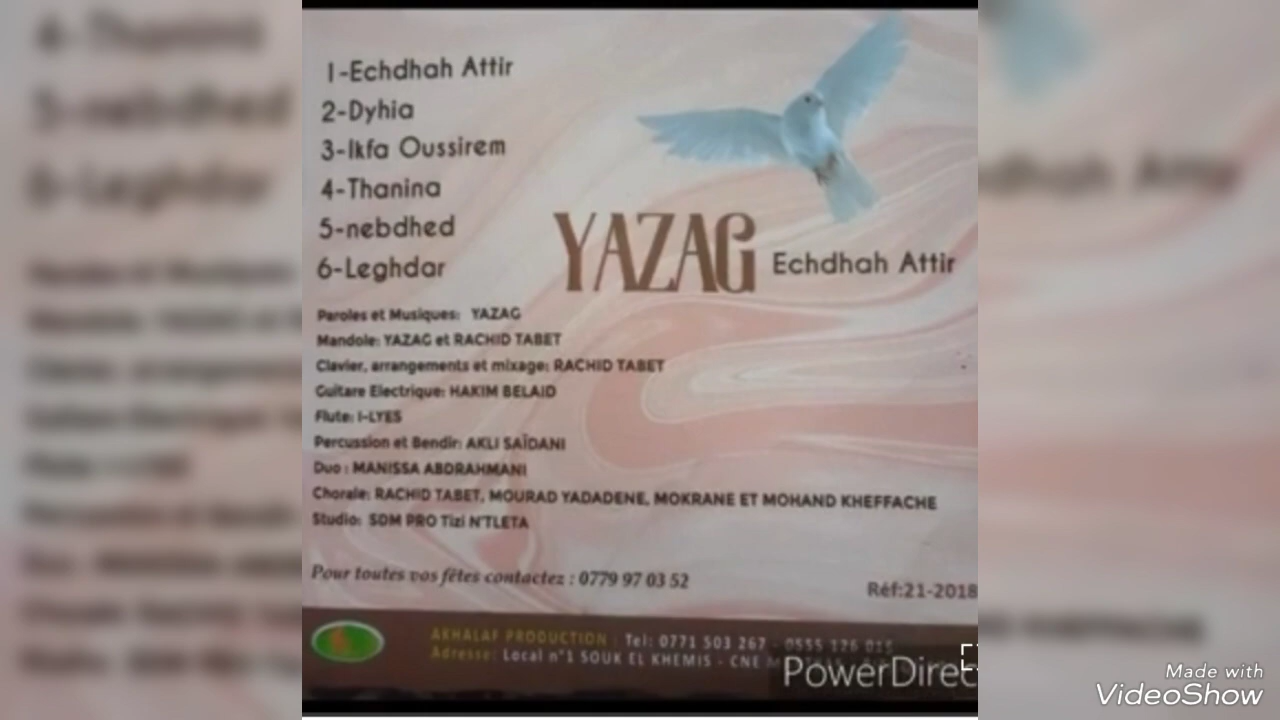 1-Echdhah Attir
2-Dyhia
3-Ikfa Oussirem
4-Thanina
5-nebdhed
6-Leghdar
YAZAG Echdhah Attir
Paroles et Musiques: YAZAG
Mandole: YAZAG et RACHID TABET
Clavier, arrangements et mixage: RACHID TABET
Guitare Electrique: HAKIM BELAID
Flute: I-LYES
Percussion et Bendir: AKLI SAÏDANI
Duo : MANISSA ABDRAHMANI
Chorale: RACHID TABET, MOURAD YADADENE, MOKRANE ET MOHAND KHEFFACHE
Studio: SDM PRO Tizi N'TLETA
Pour toutes vos fêtes contactez : 0779 97 03 52
Réf:21-2018
AKHALAF PRODUCTION : Tel: 0771 503 267 - 0555 126 015
Adresse: Local n°1 SOUK EL KHEMIS - CNE
PowerDirec
Made with
VideoShow